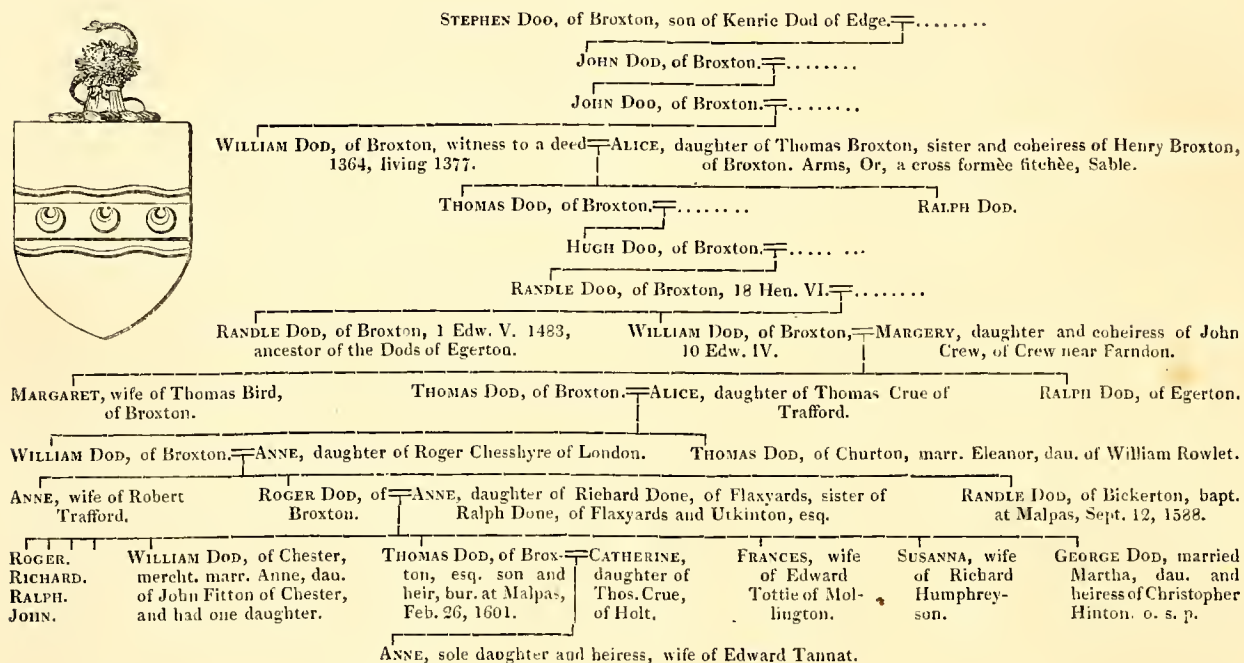 STEPHEN DOO, of Broxton, son of Kenric Dod of Edge.........
JOHN DOD, of Broxton.........
JOHN DOO, of Broxton.........
WILLIAM DOD, of Broxton, witness to a deed
1364, living 1377.
ALICE, daughter of Thomas Broxton, sister and coheiress of Henry Broxton,
of Broxton. Arms, Or, a cross formèe fitchèe, Sable.
THOMAS DOD, of Broxton.........
RALPH DOD.
HUGH DOO, of Broxton......... ...
RANDLE DOO, of Broxton, 18 Hen. VI.........
RANDLE DOD, of Broxton, 1 Edw. V. 1483,
ancestor of the Dods of Egerton.
WILLIAM DOD, of Broxton,
10 Edw. IV.
MARGERY, daughter and coheiress of John
Crew, of Crew near Farndon.
MARGARET, wife of Thomas Bird,
of Broxton.
THOMAS DOD, of Broxton.
ALICE, daughter of Thomas Crue of
Trafford.
RALPH DOD, of Egerton.
WILLIAM DOD, of Broxton.
ANNE, daughter of Roger Chesshyre of London.
THOMAS DOD, of Churton, marr. Eleanor, dau. of William Rowlet.
ANNE, wife of Robert
Trafford.
ROGER DOD, of
Broxton.
ANNE, daughter of Richard Done, of Flaxyards, sister of
Ralph Done, of Flaxyards and Utkinton, esq.
RANDLE DOD, of Bickerton, bapt.
at Malpas, Sept. 12, 1588.
ROGER.
RICHARD.
RALPH.
JOHN.
WILLIAM DOD, of Chester,
mercht. marr. Anne, dau.
of John Fitton of Chester,
and had one daughter.
THOMAS DOD, of Brox-
ton, esq. son and
heir, bur. at Malpas,
Feb. 26, 1601.
CATHERINE,
daughter of
Thos. Crue,
of Holt.
FRANCES, wife
of Edward
Tottie of Mol-
lington.
SUSANNA, wife
of Richard
Humphrey-
son.
GEORGE DOD, married
Martha, dau. and
heiress of Christopher
Hinton. o. s. p.
ANNE, sole daughter and heiress, wife of Edward Tannat.